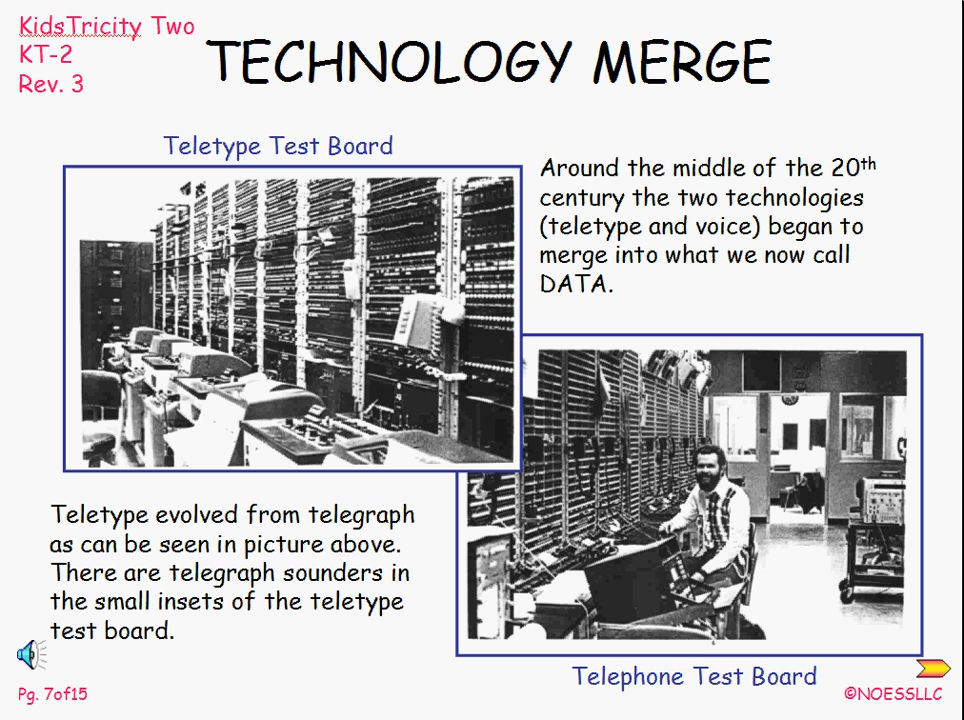 KidsTricity Two
KT-2
Rev. 3
TECHNOLOGY MERGE
Teletype Test Board
Around the middle of the 20th
century the two technologies
(teletype and voice) began to
merge into what we now call
DATA.
Teletype evolved from telegraph
as can be seen in picture above.
There are telegraph sounders in
the small insets of the teletype
test board.
Telephone Test Board
Pg. 7of15
©NOESSLLC